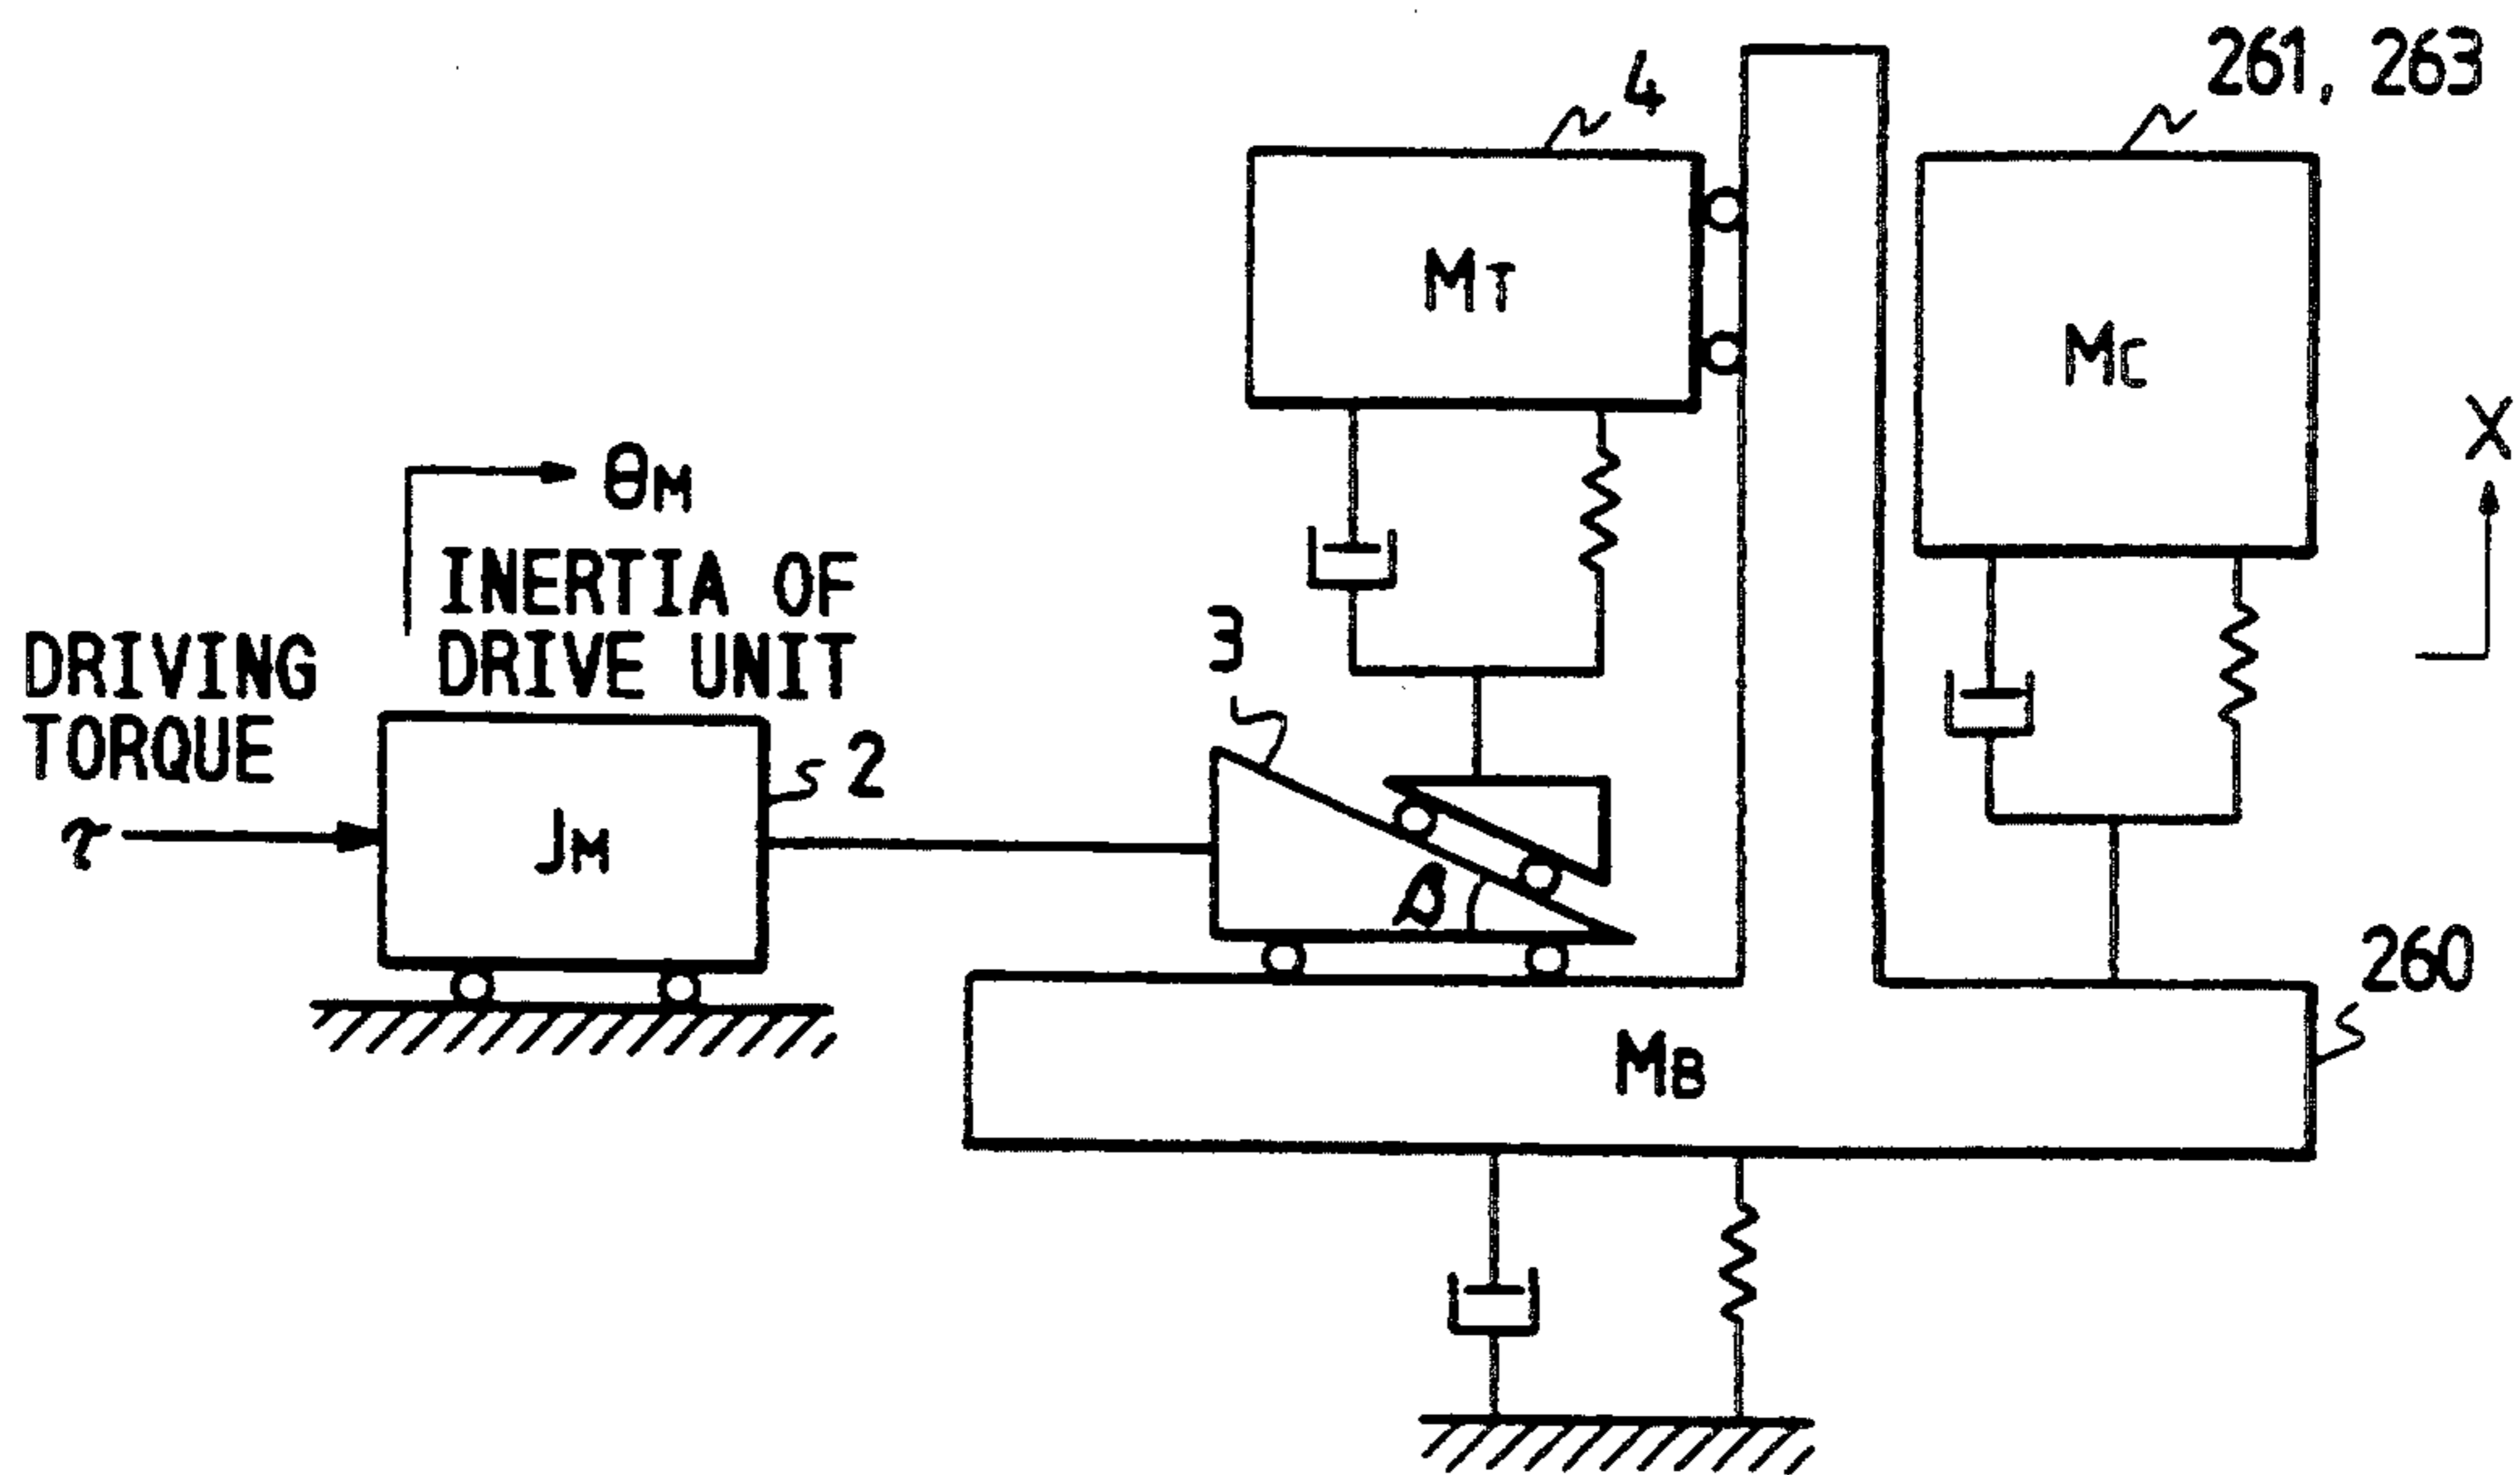 261, 263
4
MT
MC
X
θM
INERTIA OF
DRIVE UNIT
DRIVING
TORQUE
τ
JM
2
3
β
260
MB